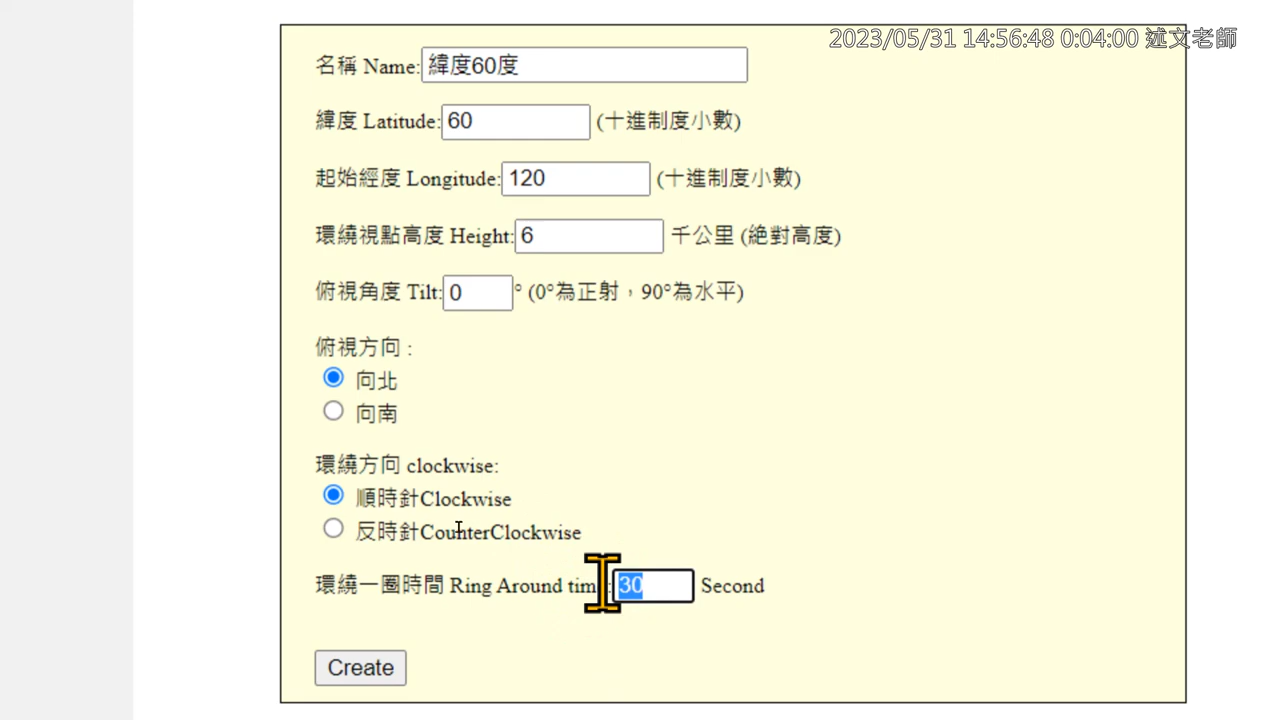 2023/05/31 14:56:48 0:04:00 述文老師
名稱 Name: 緯度60度
緯度 Latitude: 60 (十進制度小數)
起始經度 Longitude: 120 (十進制度小數)
環繞視點高度 Height: 6 千公里 (絶對高度)
俯視角度 Tilt: 0 ° (0°為正射，90°為水平)
俯視方向 :
向北
向南
環繞方向 clockwise:
順時針Clockwise
反時針CounterClockwise
環繞一圈時間 Ring Around tim : 30 Second
Create